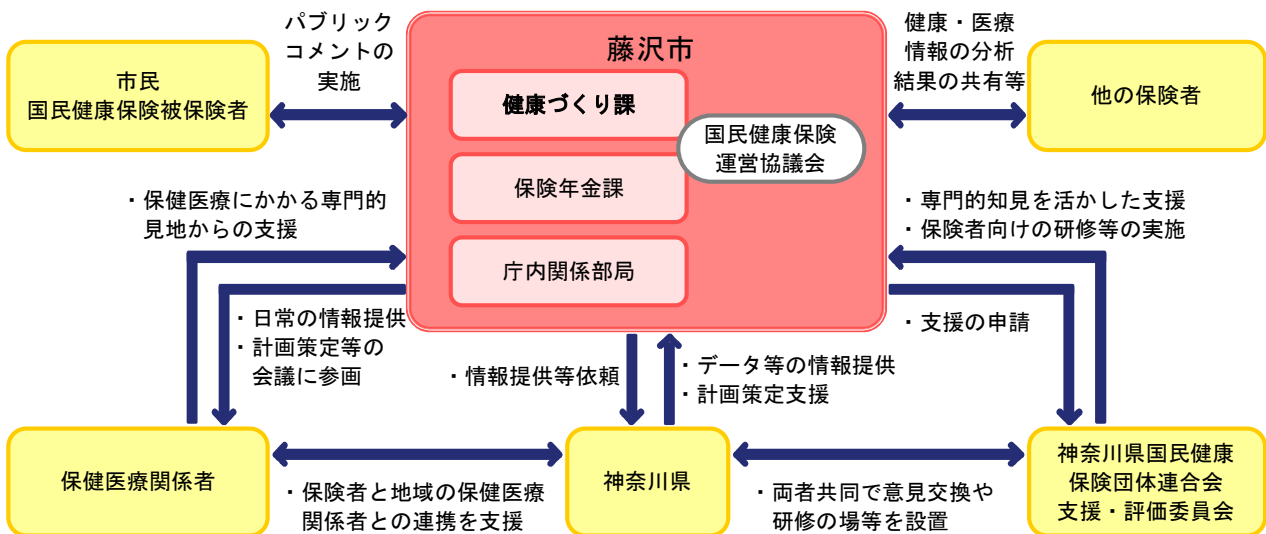 パブリック
コメントの
実施
藤沢市
健康・医療
情報の分析
結果の共有等
市民
国民健康保険被保険者
健康づくり課
他の保険者
国民健康保険
運営協議会
保険年金課
・保健医療にかかる専門的
見地からの支援
・専門的知見を活かした支援
・保険者向けの研修等の実施
庁内関係部局
・日常の情報提供
・計画策定等の
会議に参画
・支援の申請
・情報提供等依頼
・データ等の情報提供
・計画策定支援
保健医療関係者
神奈川県
神奈川県国民健康
保険団体連合会
支援・評価委員会
・保険者と地域の保健医療
関係者との連携を支援
・両者共同で意見交換や
研修の場等を設置